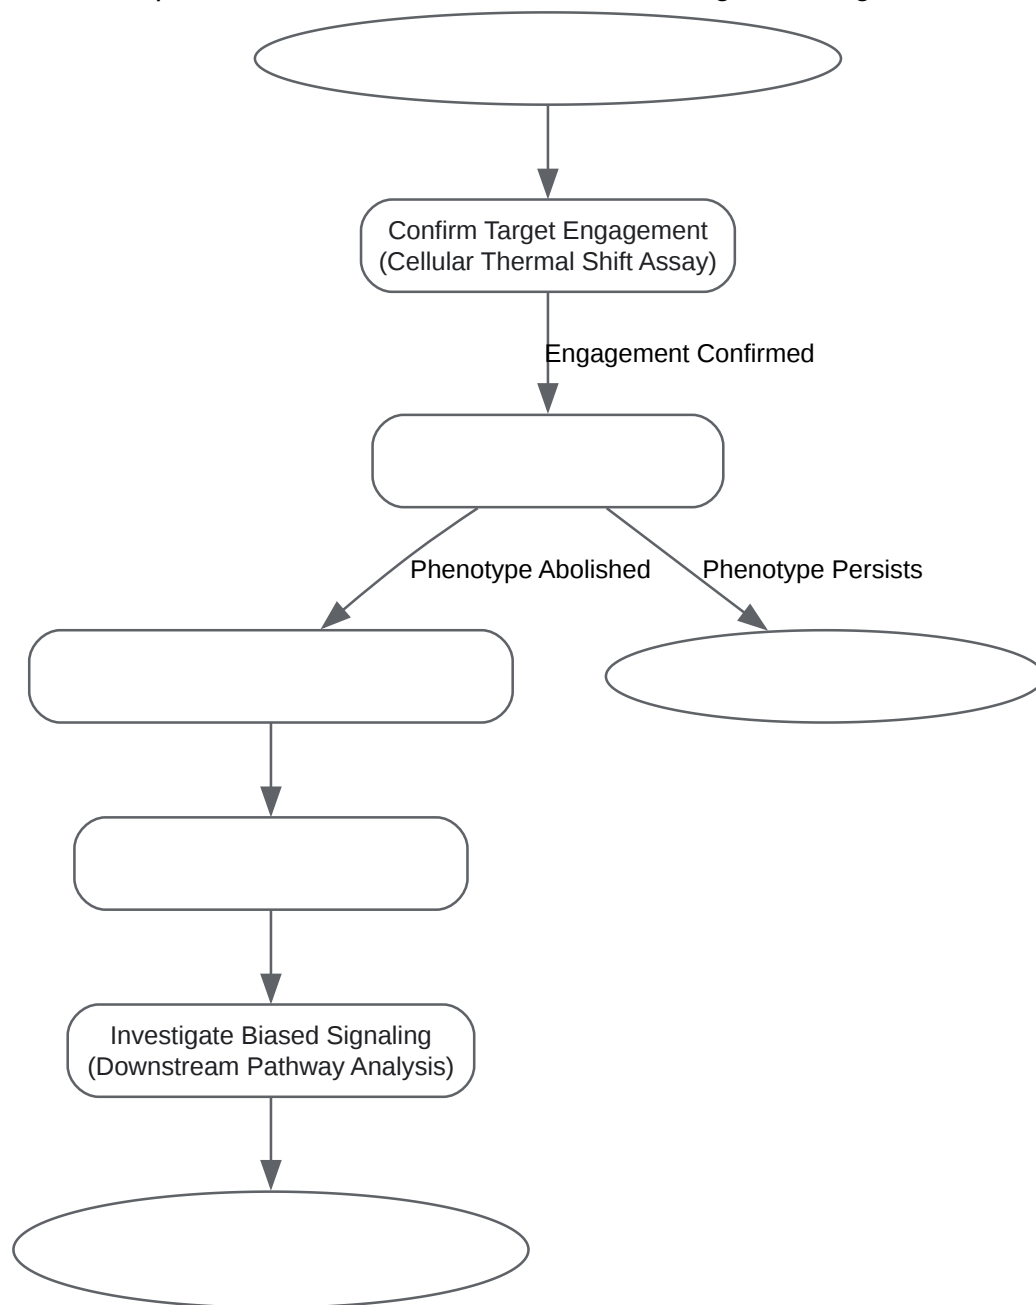 Confirm Target Engagement
(Cellular Thermal Shift Assay)
Engagement Confirmed
Phenotype Abolished
Phenotype Persists
Investigate Biased Signaling
(Downstream Pathway Analysis)